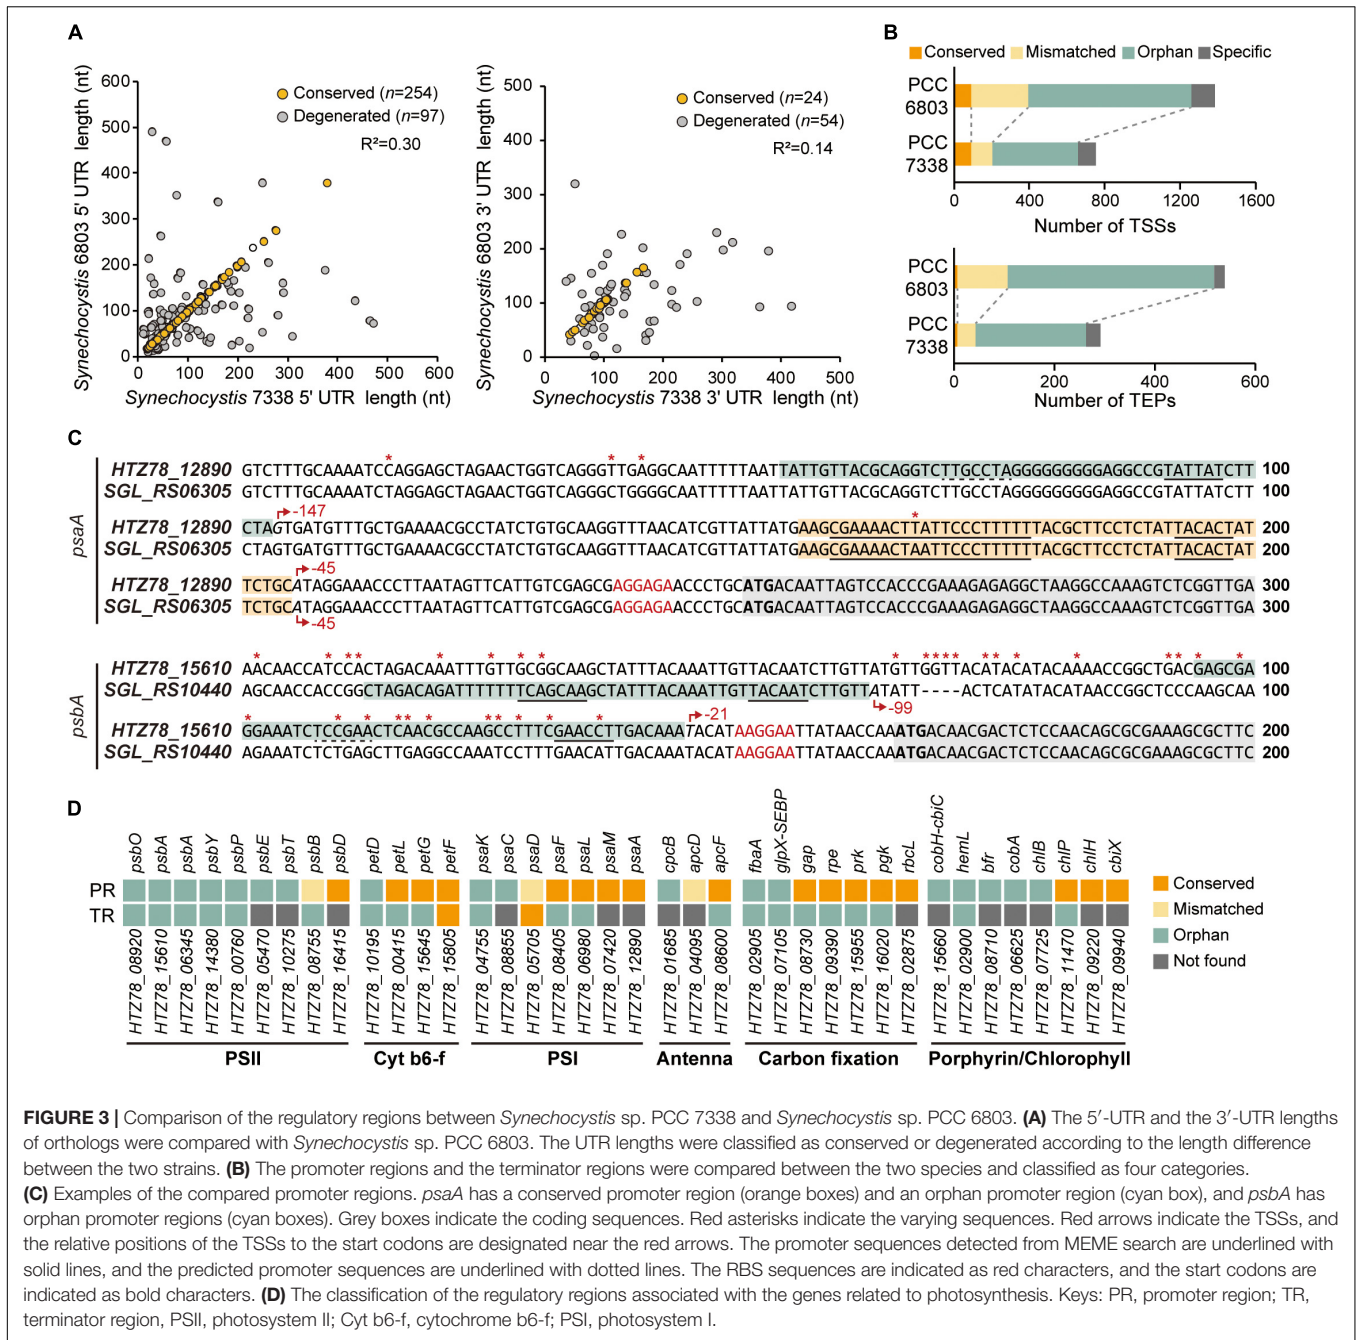 A
600
500
400
300
200
100
0
0 100 200 300 400 500 600
Synechocystis 6803 5' UTR length (nt)
Synechocystis 7338 5' UTR length (nt)
Conserved (n=254)
Degenerated (n=97)
R²=0.30
500
400
300
200
100
0
0 100 200 300 400 500
Synechocystis 6803 3' UTR length (nt)
Synechocystis 7338 3' UTR length (nt)
Conserved (n=24)
Degenerated (n=54)
R²=0.14
B
Conserved Mismatched Orphan Specific
PCC 6803
PCC 7338
0 400 800 1200 1600
Number of TSSs
PCC 6803
PCC 7338
0 200 400 600
Number of TEPs
C
psaA
HTZ78_12890 GTCTTTGCAAAATCCAGGAGCTAGAACTGGTCAGGGTTGAGGCAATTTTTAATTATTGTTACGCAGGTCTTGCCTAGGGGGGGGGAGGCCGTATTATCTT 100
SGL_RS06305 GTCTTTGCAAAATCTAGGAGCTAGAACTGGTCAGGGCTGGGGCAATTTTTAATTATTGTTACGCAGGTCTTGCCTAGGGGGGGGGAGGCCGTATTATCTT 100
-147
HTZ78_12890 CTAGTGATGTTTGCTGAAAACGCCTATCTGTGCAAGGTTTAACATCGTTATTATGAAGCGAAAACTTATTCCCTTTTTTACGCTTCCTCTATTACACTAT 200
SGL_RS06305 CTAGTGATGTTTGCTGAAAACGCCTATCTGTGCAAGGTTTAACATCGTTATTATGAAGCGAAAACTAATTCCCTTTTTTACGCTTCCTCTATTACACTAT 200
-45
HTZ78_12890 TCTGCATAGGAAACCCTTAATAGTTCATTGTCGAGCGAGGAGAACCCTGCATGACAATTAGTCCACCCGAAAGAGAGGCTAAGGCCAAAGTCTCGGTTGA 300
SGL_RS06305 TCTGCATAGGAAACCCTTAATAGTTCATTGTCGAGCGAGGAGAACCCTGCATGACAATTAGTCCACCCGAAAGAGAGGCTAAGGCCAAAGTCTCGGTTGA 300
-45
psbA
HTZ78_15610 AACAACCATCCACTAGACAAATTTGTTGCGGCAAGCTATTTACAAATTGTTACAATCTTGTTATGTTGGTTACATACATACAAAACCGGCTGACGAGCGA 100
SGL_RS10440 AGCAACCACCGGCTAGACAGATTTTTTTCAGCAAGCTATTTACAAATTGTTACAATCTTGTTATATT----ACTCATATACATAACCGGCTCCCAAGCAA 100
-99
-21
HTZ78_15610 GGAAATCTCCGAACTCAACGCCAAGCCTTTCGAACCTTGACAAATACATAAGGAATTATAACCAAATGACAACGACTCTCCAACAGCGCGAAAGCGCTTC 200
SGL_RS10440 AGAAATCTCTGAGCTTGAGGCCAAATCCTTTGAACATTGACAAATACATAAGGAATTATAACCAAATGACAACGACTCTCCAACAGCGCGAAAGCGCTTC 200
D
psbO psbA psbA psbY psbP psbE psbT psbB psbD petD petL petG petF psaK psaC psaD psaF psaL psaM psaA cpcB apcD apcF fbaA glpX-SEBP gap rpe prk pgk rbcL cobH-cbiC hemL bfr cobA chlB chlP chlH cbiX
PR
TR
HTZ78_08920 HTZ78_15610 HTZ78_06345 HTZ78_14380 HTZ78_00760 HTZ78_05470 HTZ78_10275 HTZ78_08755 HTZ78_16415 HTZ78_10195 HTZ78_00415 HTZ78_15645 HTZ78_15805 HTZ78_04755 HTZ78_08855 HTZ78_05705 HTZ78_08405 HTZ78_06980 HTZ78_07420 HTZ78_12890 HTZ78_01685 HTZ78_04095 HTZ78_08600 HTZ78_02905 HTZ78_07105 HTZ78_08730 HTZ78_09390 HTZ78_15955 HTZ78_16020 HTZ78_02875 HTZ78_15660 HTZ78_02900 HTZ78_08710 HTZ78_06625 HTZ78_07725 HTZ78_11470 HTZ78_09220 HTZ78_09940
PSII Cyt b6-f PSI Antenna Carbon fixation Porphyrin/Chlorophyll
Conserved
Mismatched
Orphan
Not found
FIGURE 3 | Comparison of the regulatory regions between Synechocystis sp. PCC 7338 and Synechocystis sp. PCC 6803. (A) The 5′-UTR and the 3′-UTR lengths
of orthologs were compared with Synechocystis sp. PCC 6803. The UTR lengths were classified as conserved or degenerated according to the length difference
between the two strains. (B) The promoter regions and the terminator regions were compared between the two species and classified as four categories.
(C) Examples of the compared promoter regions. psaA has a conserved promoter region (orange boxes) and an orphan promoter region (cyan box), and psbA has
orphan promoter regions (cyan boxes). Grey boxes indicate the coding sequences. Red asterisks indicate the varying sequences. Red arrows indicate the TSSs, and
the relative positions of the TSSs to the start codons are designated near the red arrows. The promoter sequences detected from MEME search are underlined with
solid lines, and the predicted promoter sequences are underlined with dotted lines. The RBS sequences are indicated as red characters, and the start codons are
indicated as bold characters. (D) The classification of the regulatory regions associated with the genes related to photosynthesis. Keys: PR, promoter region; TR,
terminator region, PSII, photosystem II; Cyt b6-f, cytochrome b6-f; PSI, photosystem I.